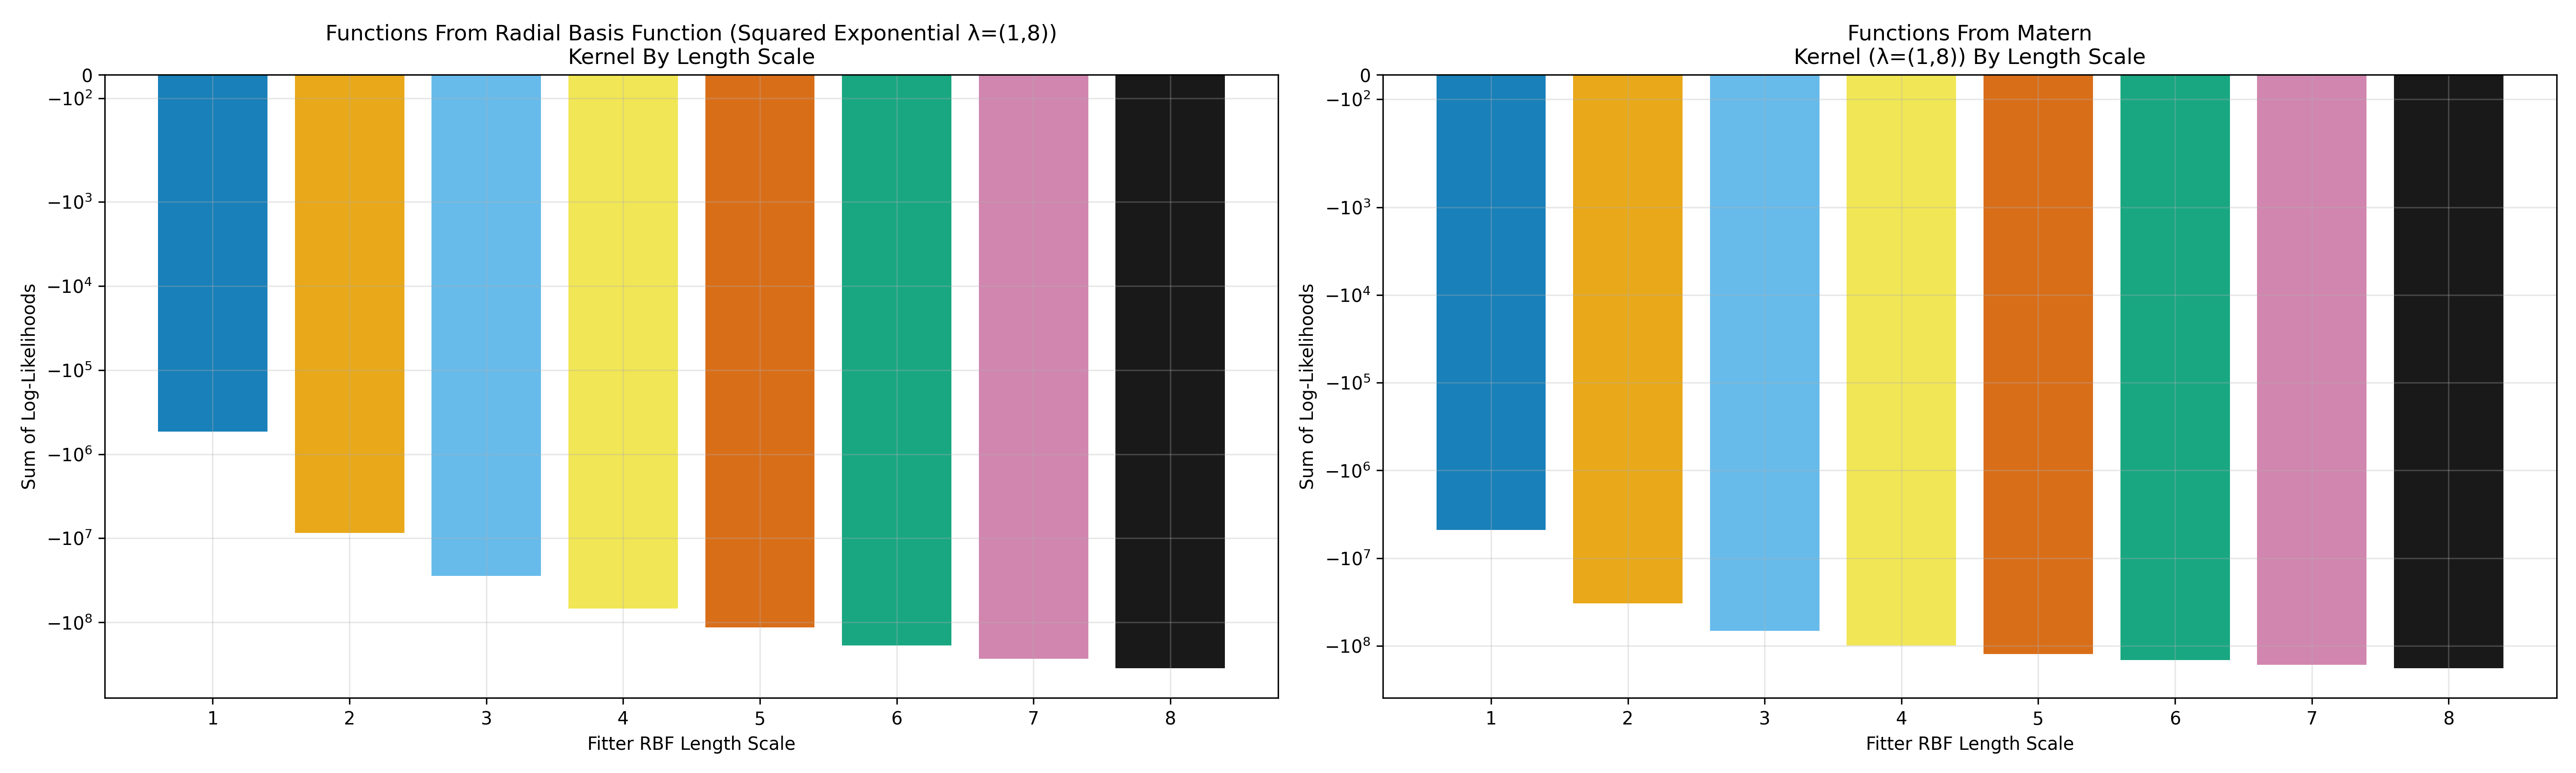 Functions From Radial Basis Function (Squared Exponential λ=(1,8))
Kernel By Length Scale
0
−10²
−10³
−10⁴
−10⁵
−10⁶
−10⁷
−10⁸
Sum of Log-Likelihoods
1 2 3 4 5 6 7 8
Fitter RBF Length Scale
Functions From Matern
Kernel (λ=(1,8)) By Length Scale
0
−10²
−10³
−10⁴
−10⁵
−10⁶
−10⁷
−10⁸
Sum of Log-Likelihoods
1 2 3 4 5 6 7 8
Fitter RBF Length Scale